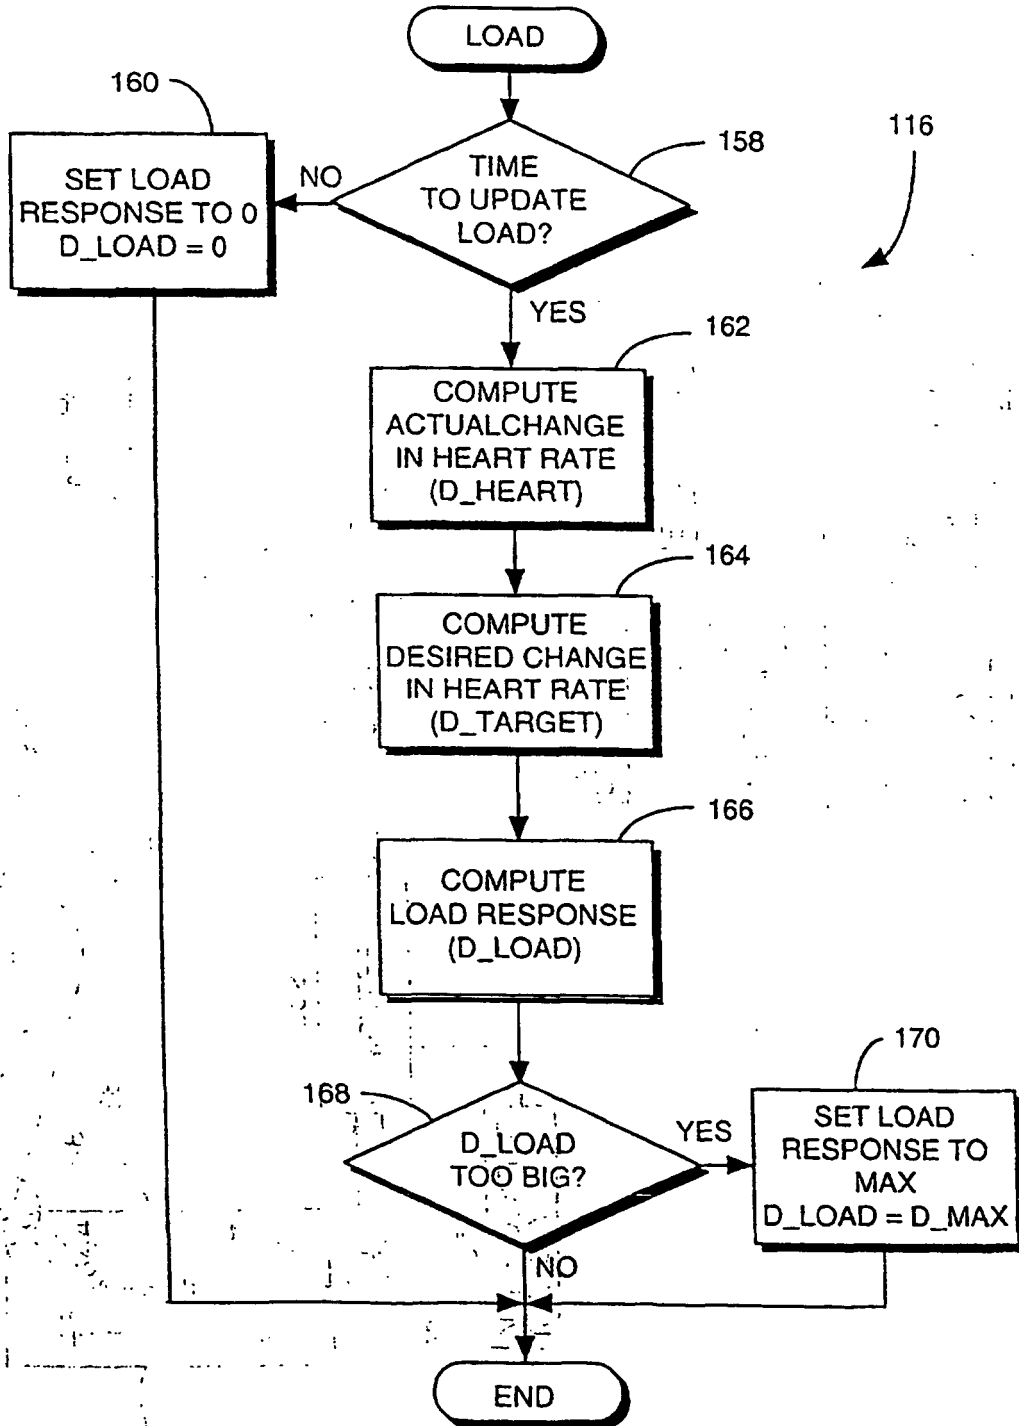 LOAD
160
158
116
TIME
TO UPDATE
LOAD?
NO
SET LOAD
RESPONSE TO 0
D_LOAD = 0
YES
162
COMPUTE
ACTUALCHANGE
IN HEART RATE
(D_HEART)
164
COMPUTE
DESIRED CHANGE
IN HEART RATE
(D_TARGET)
166
COMPUTE
LOAD RESPONSE
(D_LOAD)
168
170
D_LOAD
TOO BIG?
YES
SET LOAD
RESPONSE TO
MAX
D_LOAD = D_MAX
NO
END